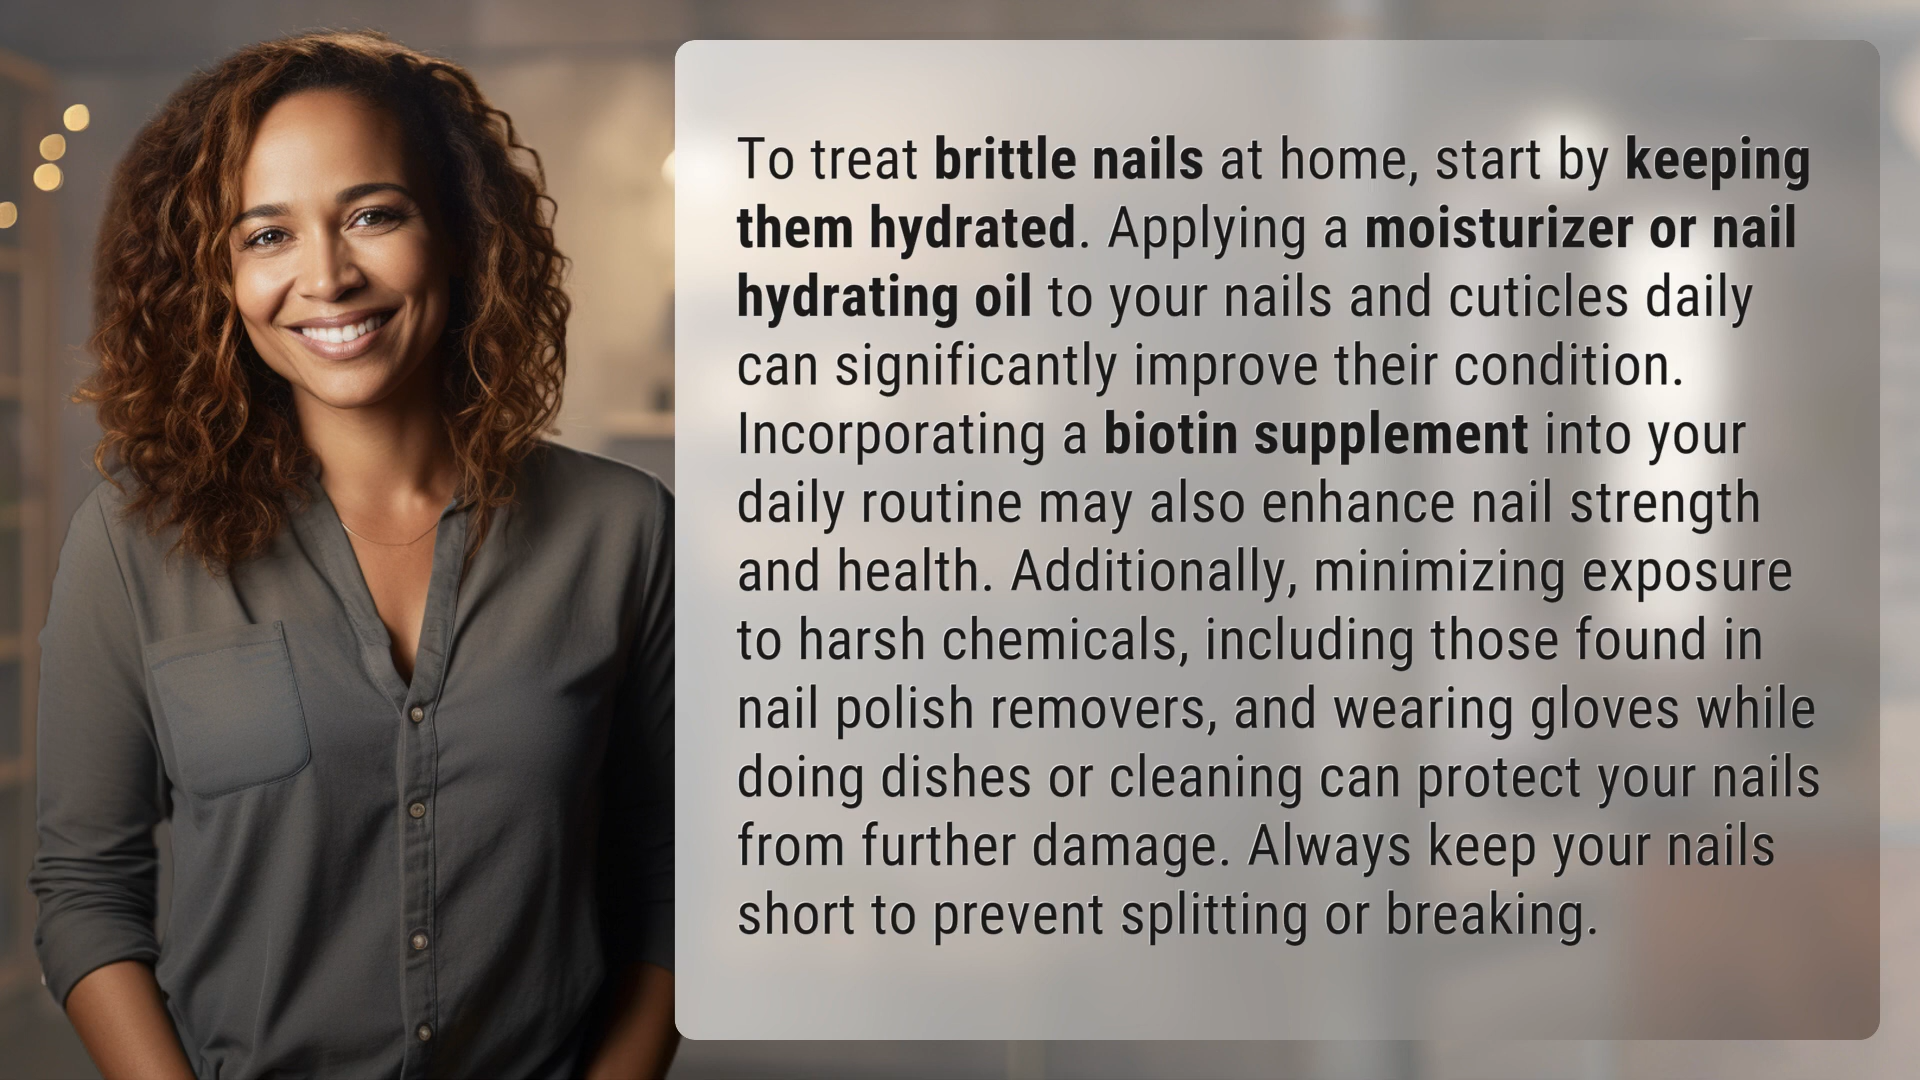 To treat brittle nails at home, start by keeping
them hydrated. Applying a moisturizer or nail
hydrating oil to your nails and cuticles daily
can significantly improve their condition.
Incorporating a biotin supplement into your
daily routine may also enhance nail strength
and health. Additionally, minimizing exposure
to harsh chemicals, including those found in
nail polish removers, and wearing gloves while
doing dishes or cleaning can protect your nails
from further damage. Always keep your nails
short to prevent splitting or breaking.